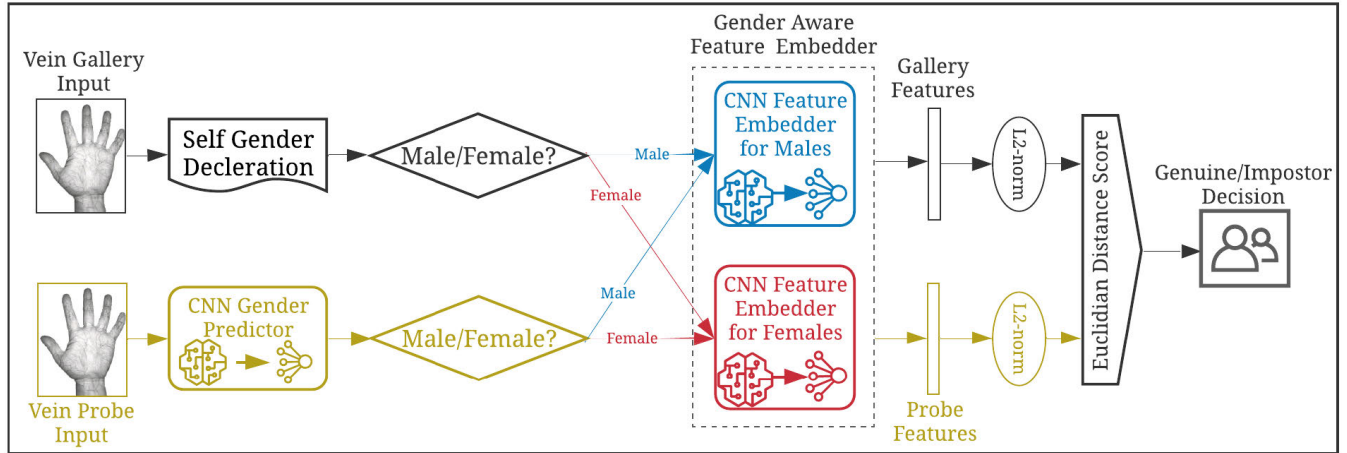 Vein Gallery
Input
Self Gender
Decleration
Male/Female?
Male
Female
Gender Aware
Feature Embedder
CNN Feature
Embedder
for Males
Gallery
Features
L2-norm
Euclidian Distance Score
Genuine/Impostor
Decision
CNN Gender
Predictor
Male/Female?
Male
Female
CNN Feature
Embedder
for Females
L2-norm
Vein Probe
Input
Probe
Features